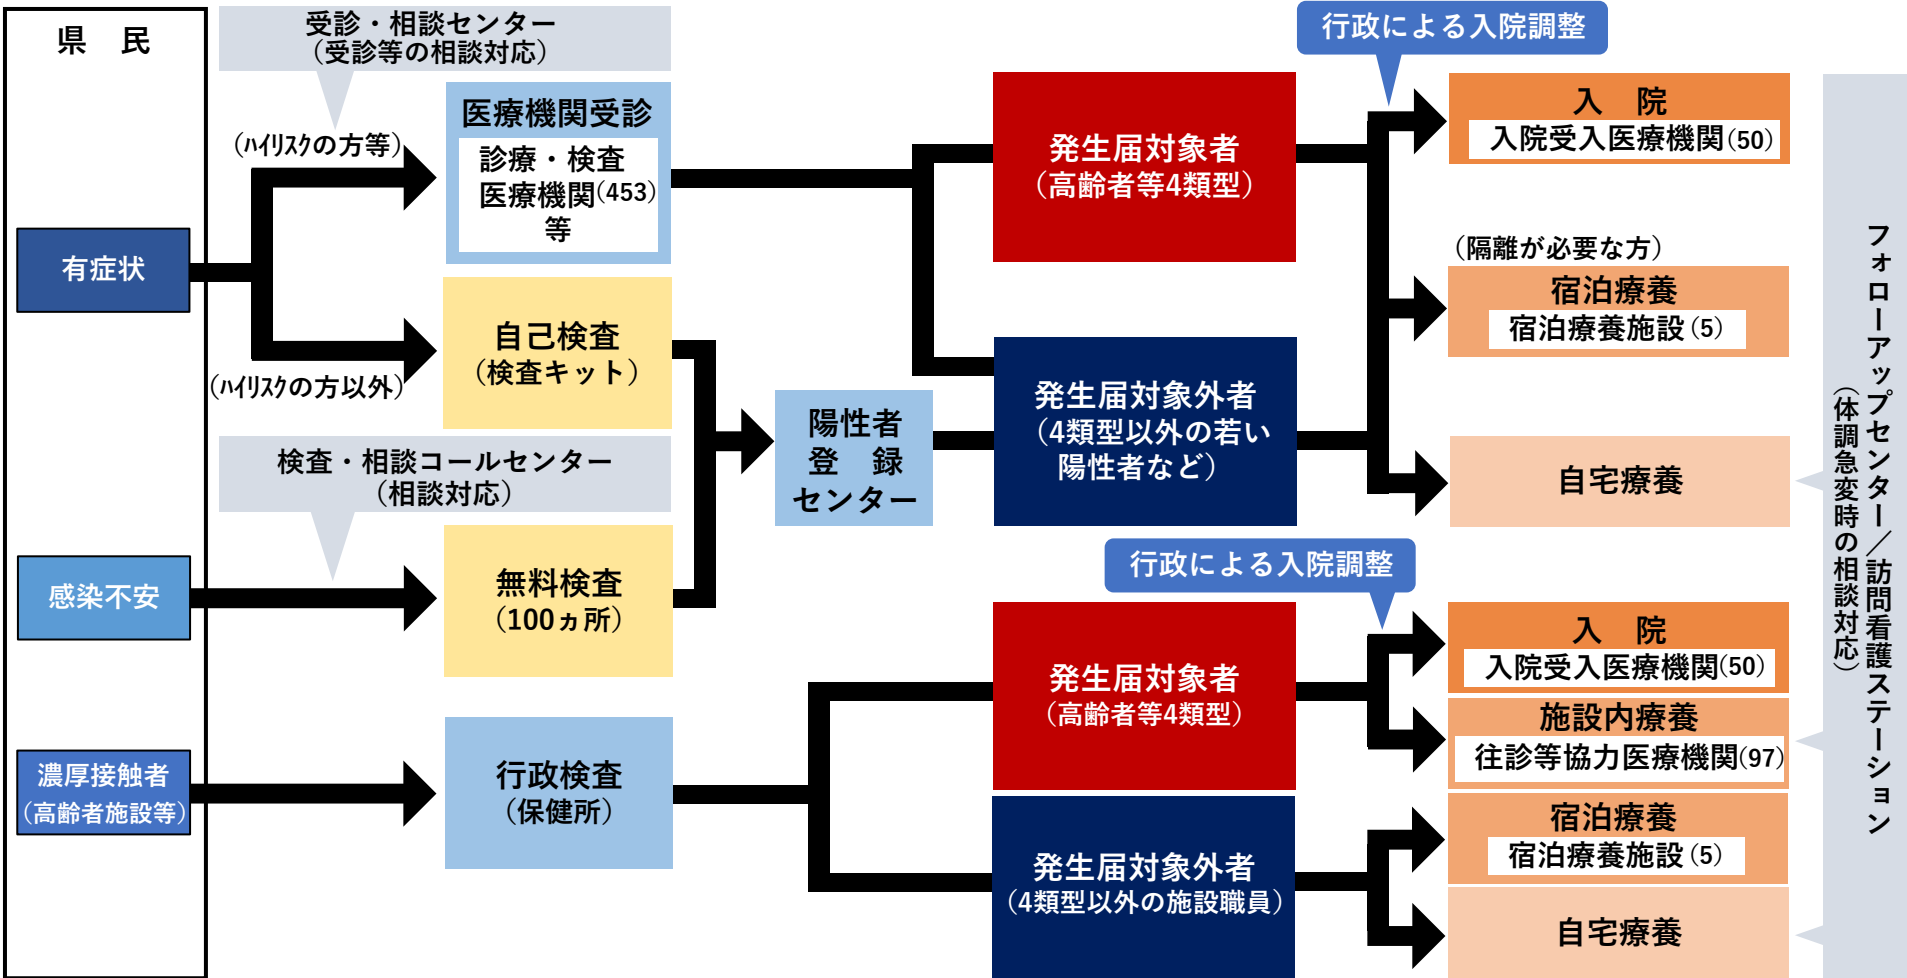 県　民
有症状
感染不安
濃厚接触者
（高齢者施設等）
受診・相談センター
（受診等の相談対応）
（ﾊｲﾘｽｸの方等）
（ﾊｲﾘｽｸの方以外）
検査・相談コールセンター
（相談対応）
医療機関受診
診療・検査
医療機関(453)
等
自己検査
（検査キット）
無料検査
（100ヵ所）
行政検査
（保健所）
陽性者
登　録
センター
発生届対象者
（高齢者等4類型）
発生届対象外者
（4類型以外の若い
陽性者など）
行政による入院調整
入　院
入院受入医療機関(50)
（隔離が必要な方）
宿泊療養
宿泊療養施設(5)
自宅療養
発生届対象者
（高齢者等4類型）
発生届対象外者
（4類型以外の施設職員）
行政による入院調整
入　院
入院受入医療機関(50)
施設内療養
往診等協力医療機関(97)
宿泊療養
宿泊療養施設(5)
自宅療養
フォローアップセンター／訪問看護ステーション
（体調急変時の相談対応）